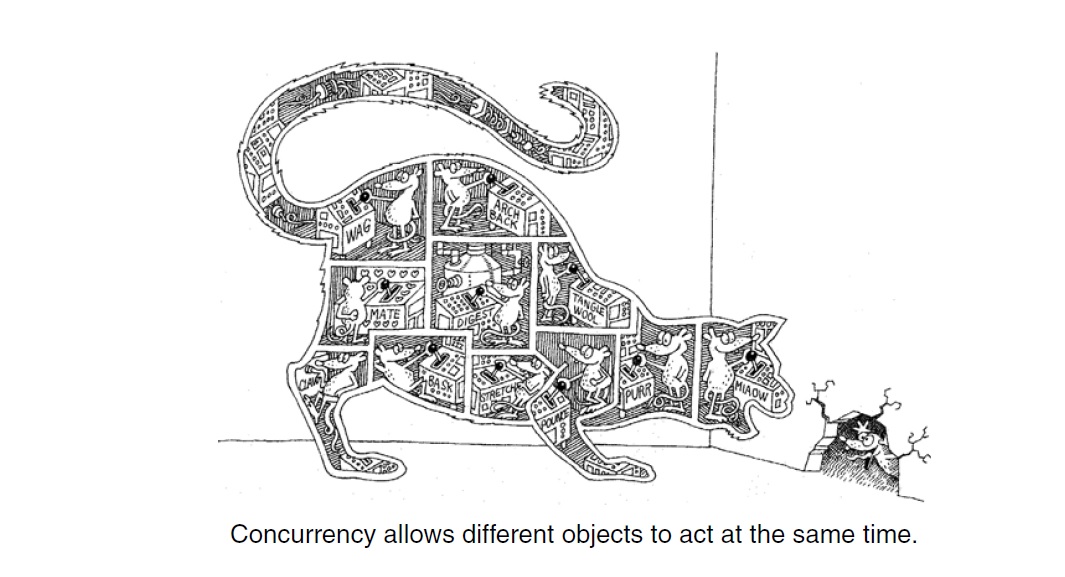 WAG
ARCH
BACK
MATE
DIGEST
TANGLE
WOOL
CLAW
BASK
STRETCH
POUNCE
PURR
MIAOW
Concurrency allows different objects to act at the same time.